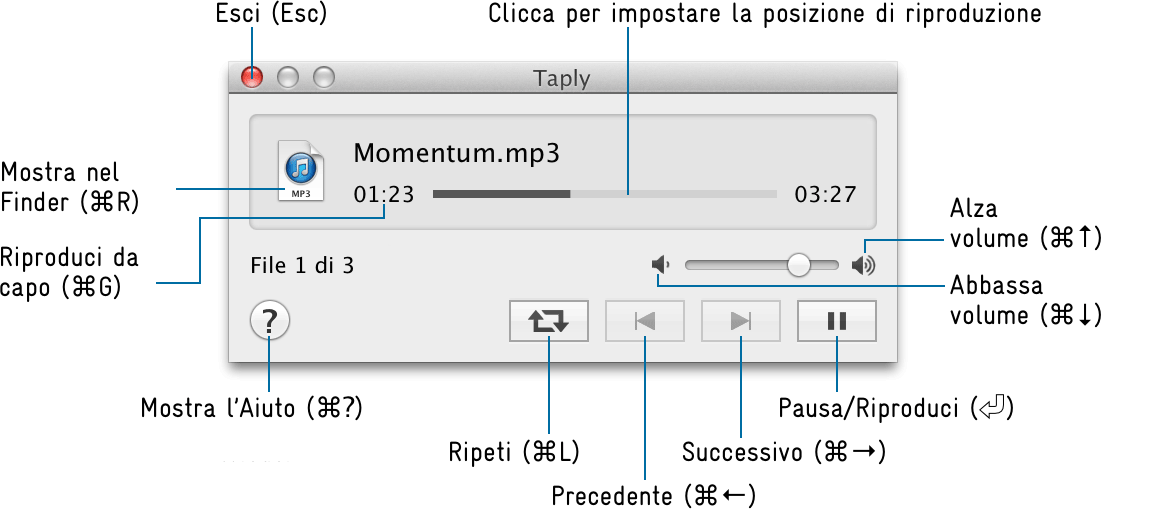 Esci (Esc)
Clicca per impostare la posizione di riproduzione
Taply
Momentum.mp3
MP3
01:23
03:27
Mostra nel
Finder (⌘R)
Riproduci da
capo (⌘G)
File 1 di 3
Alza
volume (⌘↑)
Abbassa
volume (⌘↓)
?
Mostra l'Aiuto (⌘?)
Pausa/Riproduci (⏎)
Ripeti (⌘L)
Successivo (⌘→)
Precedente (⌘←)